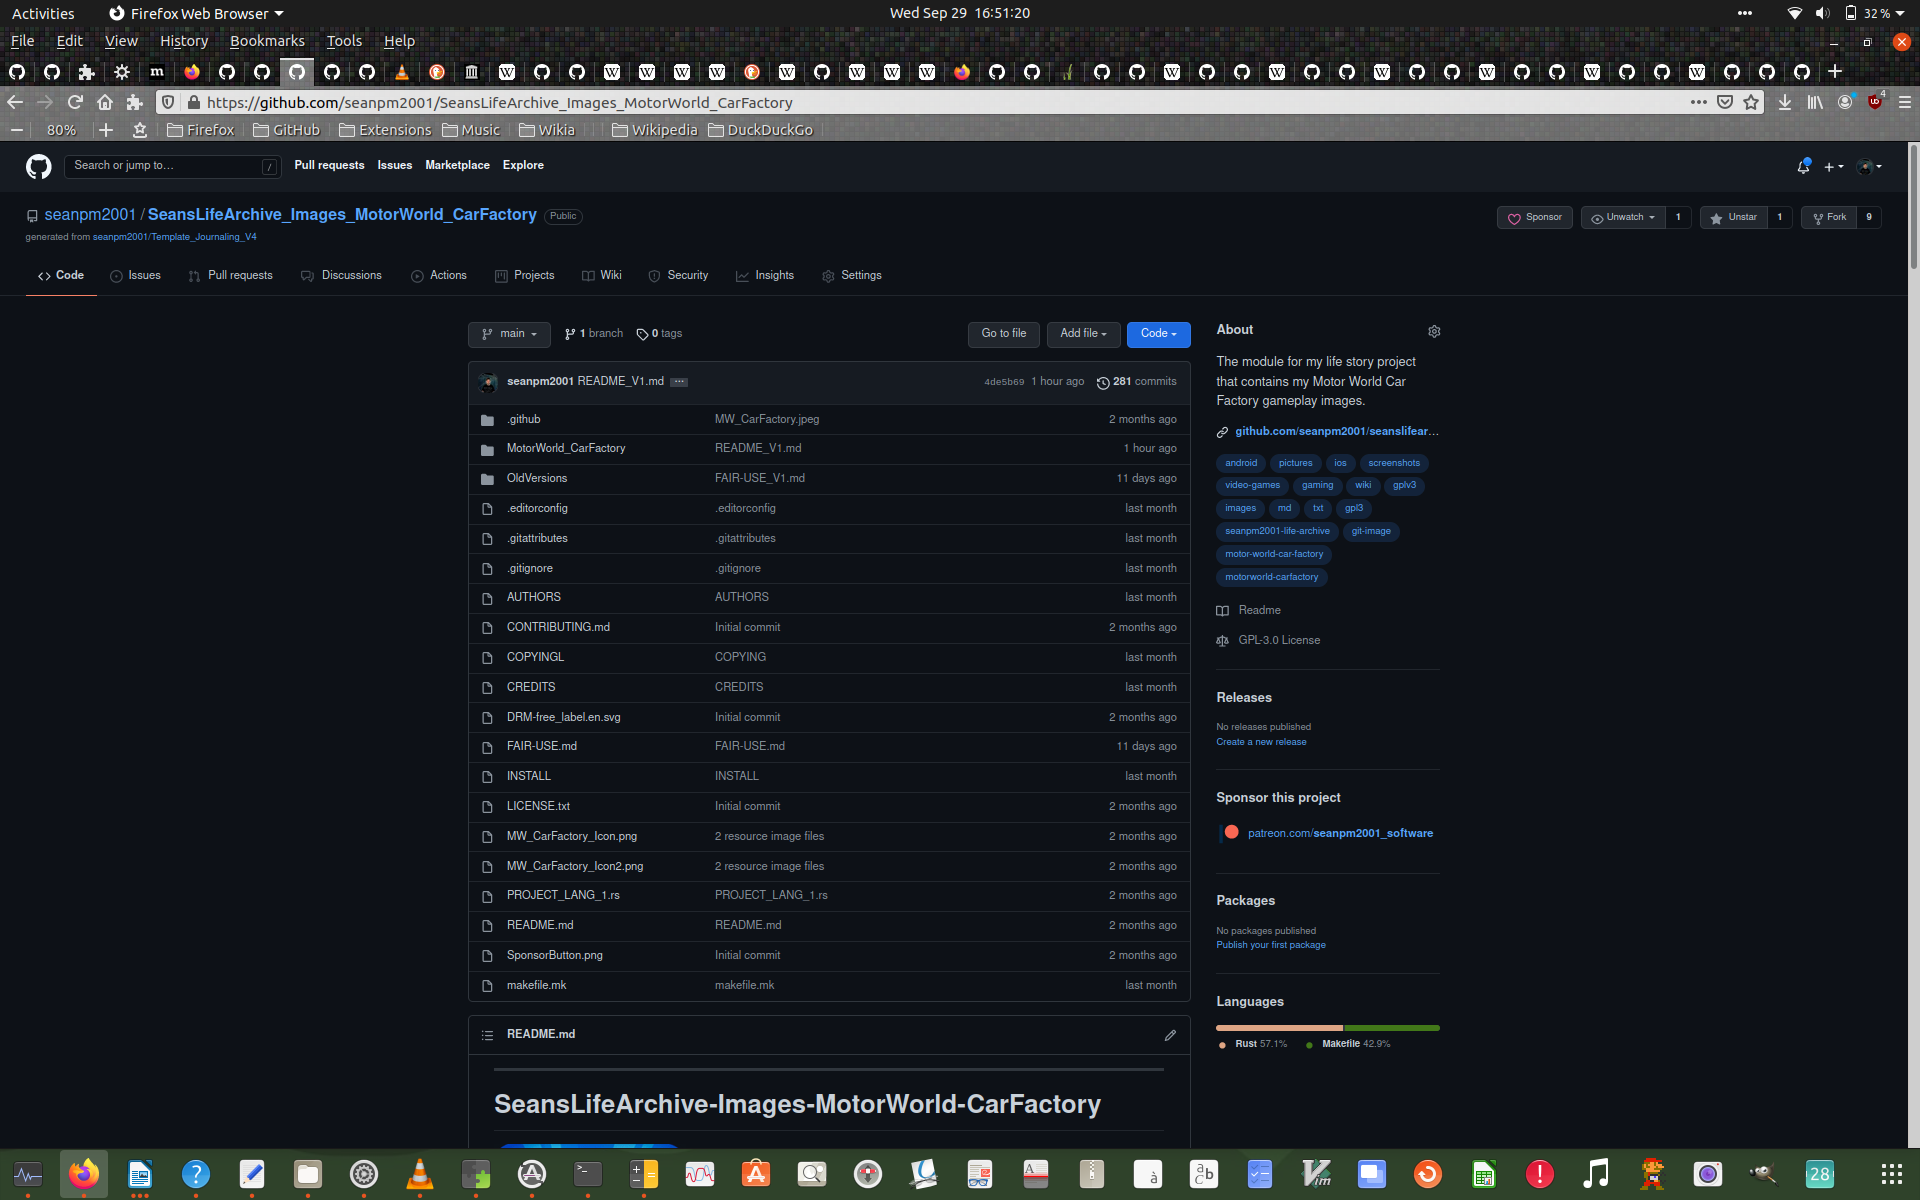 Activities
Firefox Web Browser
Wed Sep 29 16:51:20
32 %
File Edit View History Bookmarks Tools Help
https://github.com/seanpm2001/SeansLifeArchive_Images_MotorWorld_CarFactory
4
80%
Firefox GitHub Extensions Music Wikia Wikipedia DuckDuckGo
Search or jump to… /
Pull requests Issues Marketplace Explore
seanpm2001 / SeansLifeArchive_Images_MotorWorld_CarFactory Public
Sponsor Unwatch 1 Unstar 1 Fork 9
generated from seanpm2001/Template_Journaling_V4
Code Issues Pull requests Discussions Actions Projects Wiki Security Insights Settings
main 1 branch 0 tags
Go to file Add file Code
seanpm2001 README_V1.md 4de5b69 1 hour ago 281 commits
.github MW_CarFactory.jpeg 2 months ago
MotorWorld_CarFactory README_V1.md 1 hour ago
OldVersions FAIR-USE_V1.md 11 days ago
.editorconfig .editorconfig last month
.gitattributes .gitattributes last month
.gitignore .gitignore last month
AUTHORS AUTHORS last month
CONTRIBUTING.md Initial commit 2 months ago
COPYINGL COPYING last month
CREDITS CREDITS last month
DRM-free_label.en.svg Initial commit 2 months ago
FAIR-USE.md FAIR-USE.md 11 days ago
INSTALL INSTALL last month
LICENSE.txt Initial commit 2 months ago
MW_CarFactory_Icon.png 2 resource image files 2 months ago
MW_CarFactory_Icon2.png 2 resource image files 2 months ago
PROJECT_LANG_1.rs PROJECT_LANG_1.rs 2 months ago
README.md README.md 2 months ago
SponsorButton.png Initial commit 2 months ago
makefile.mk makefile.mk last month
README.md
SeansLifeArchive-Images-MotorWorld-CarFactory
About
The module for my life story project
that contains my Motor World Car
Factory gameplay images.
github.com/seanpm2001/seanslifear…
android pictures ios screenshots
video-games gaming wiki gplv3
images md txt gpl3
seanpm2001-life-archive git-image
motor-world-car-factory
motorworld-carfactory
Readme
GPL-3.0 License
Releases
No releases published
Create a new release
Sponsor this project
patreon.com/seanpm2001_software
Packages
No packages published
Publish your first package
Languages
Rust 57.1% Makefile 42.9%
28